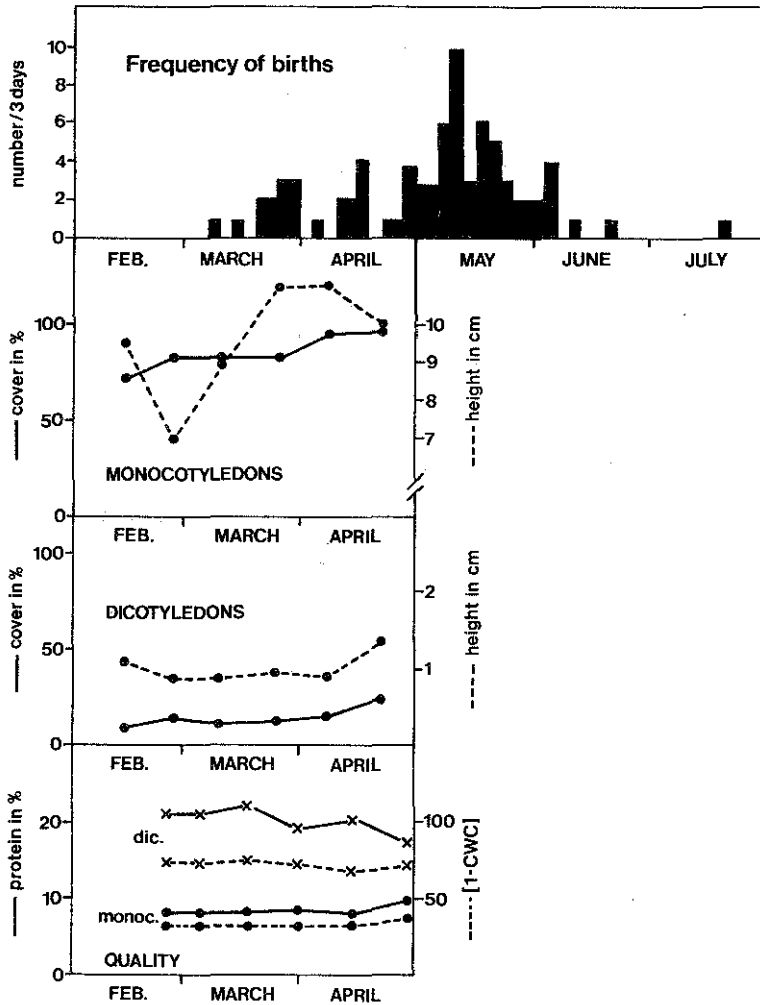 Frequency of births
number/3 days
10
8
6
4
2
0
FEB. MARCH APRIL MAY JUNE JULY
cover in %
100
50
0
height in cm
10
9
8
7
MONOCOTYLEDONS
FEB. MARCH APRIL
cover in %
100
50
0
height in cm
2
1
DICOTYLEDONS
FEB. MARCH APRIL
protein in %
20
10
0
[1-CWC]
100
50
dic.
monoc.
QUALITY
FEB. MARCH APRIL